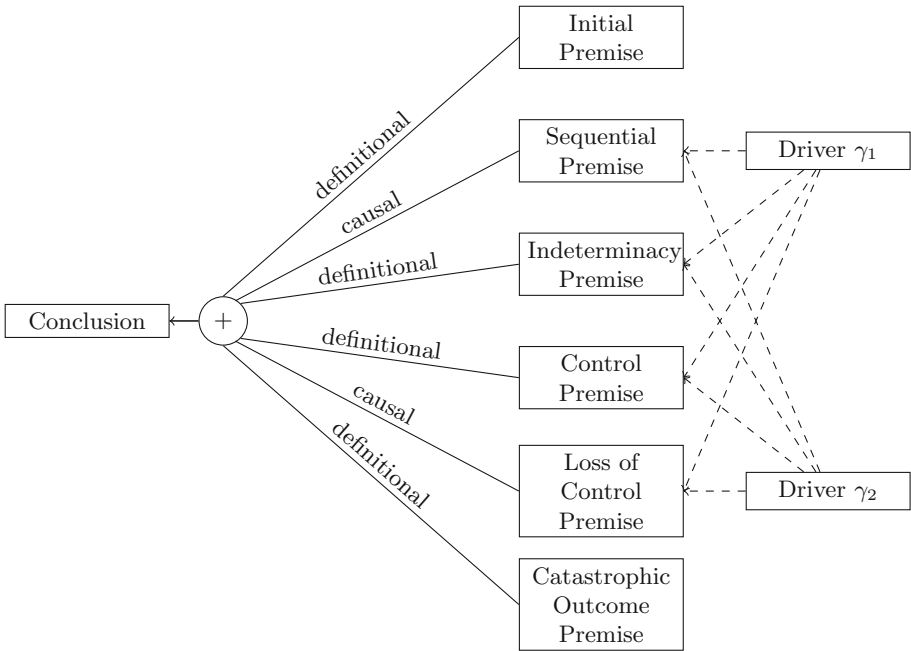 Initial
Premise
definitional
Sequential
Premise
Driver γ₁
causal
Indeterminacy
Premise
definitional
Conclusion
+
definitional
Control
Premise
causal
Loss of
Control
Premise
Driver γ₂
definitional
Catastrophic
Outcome
Premise